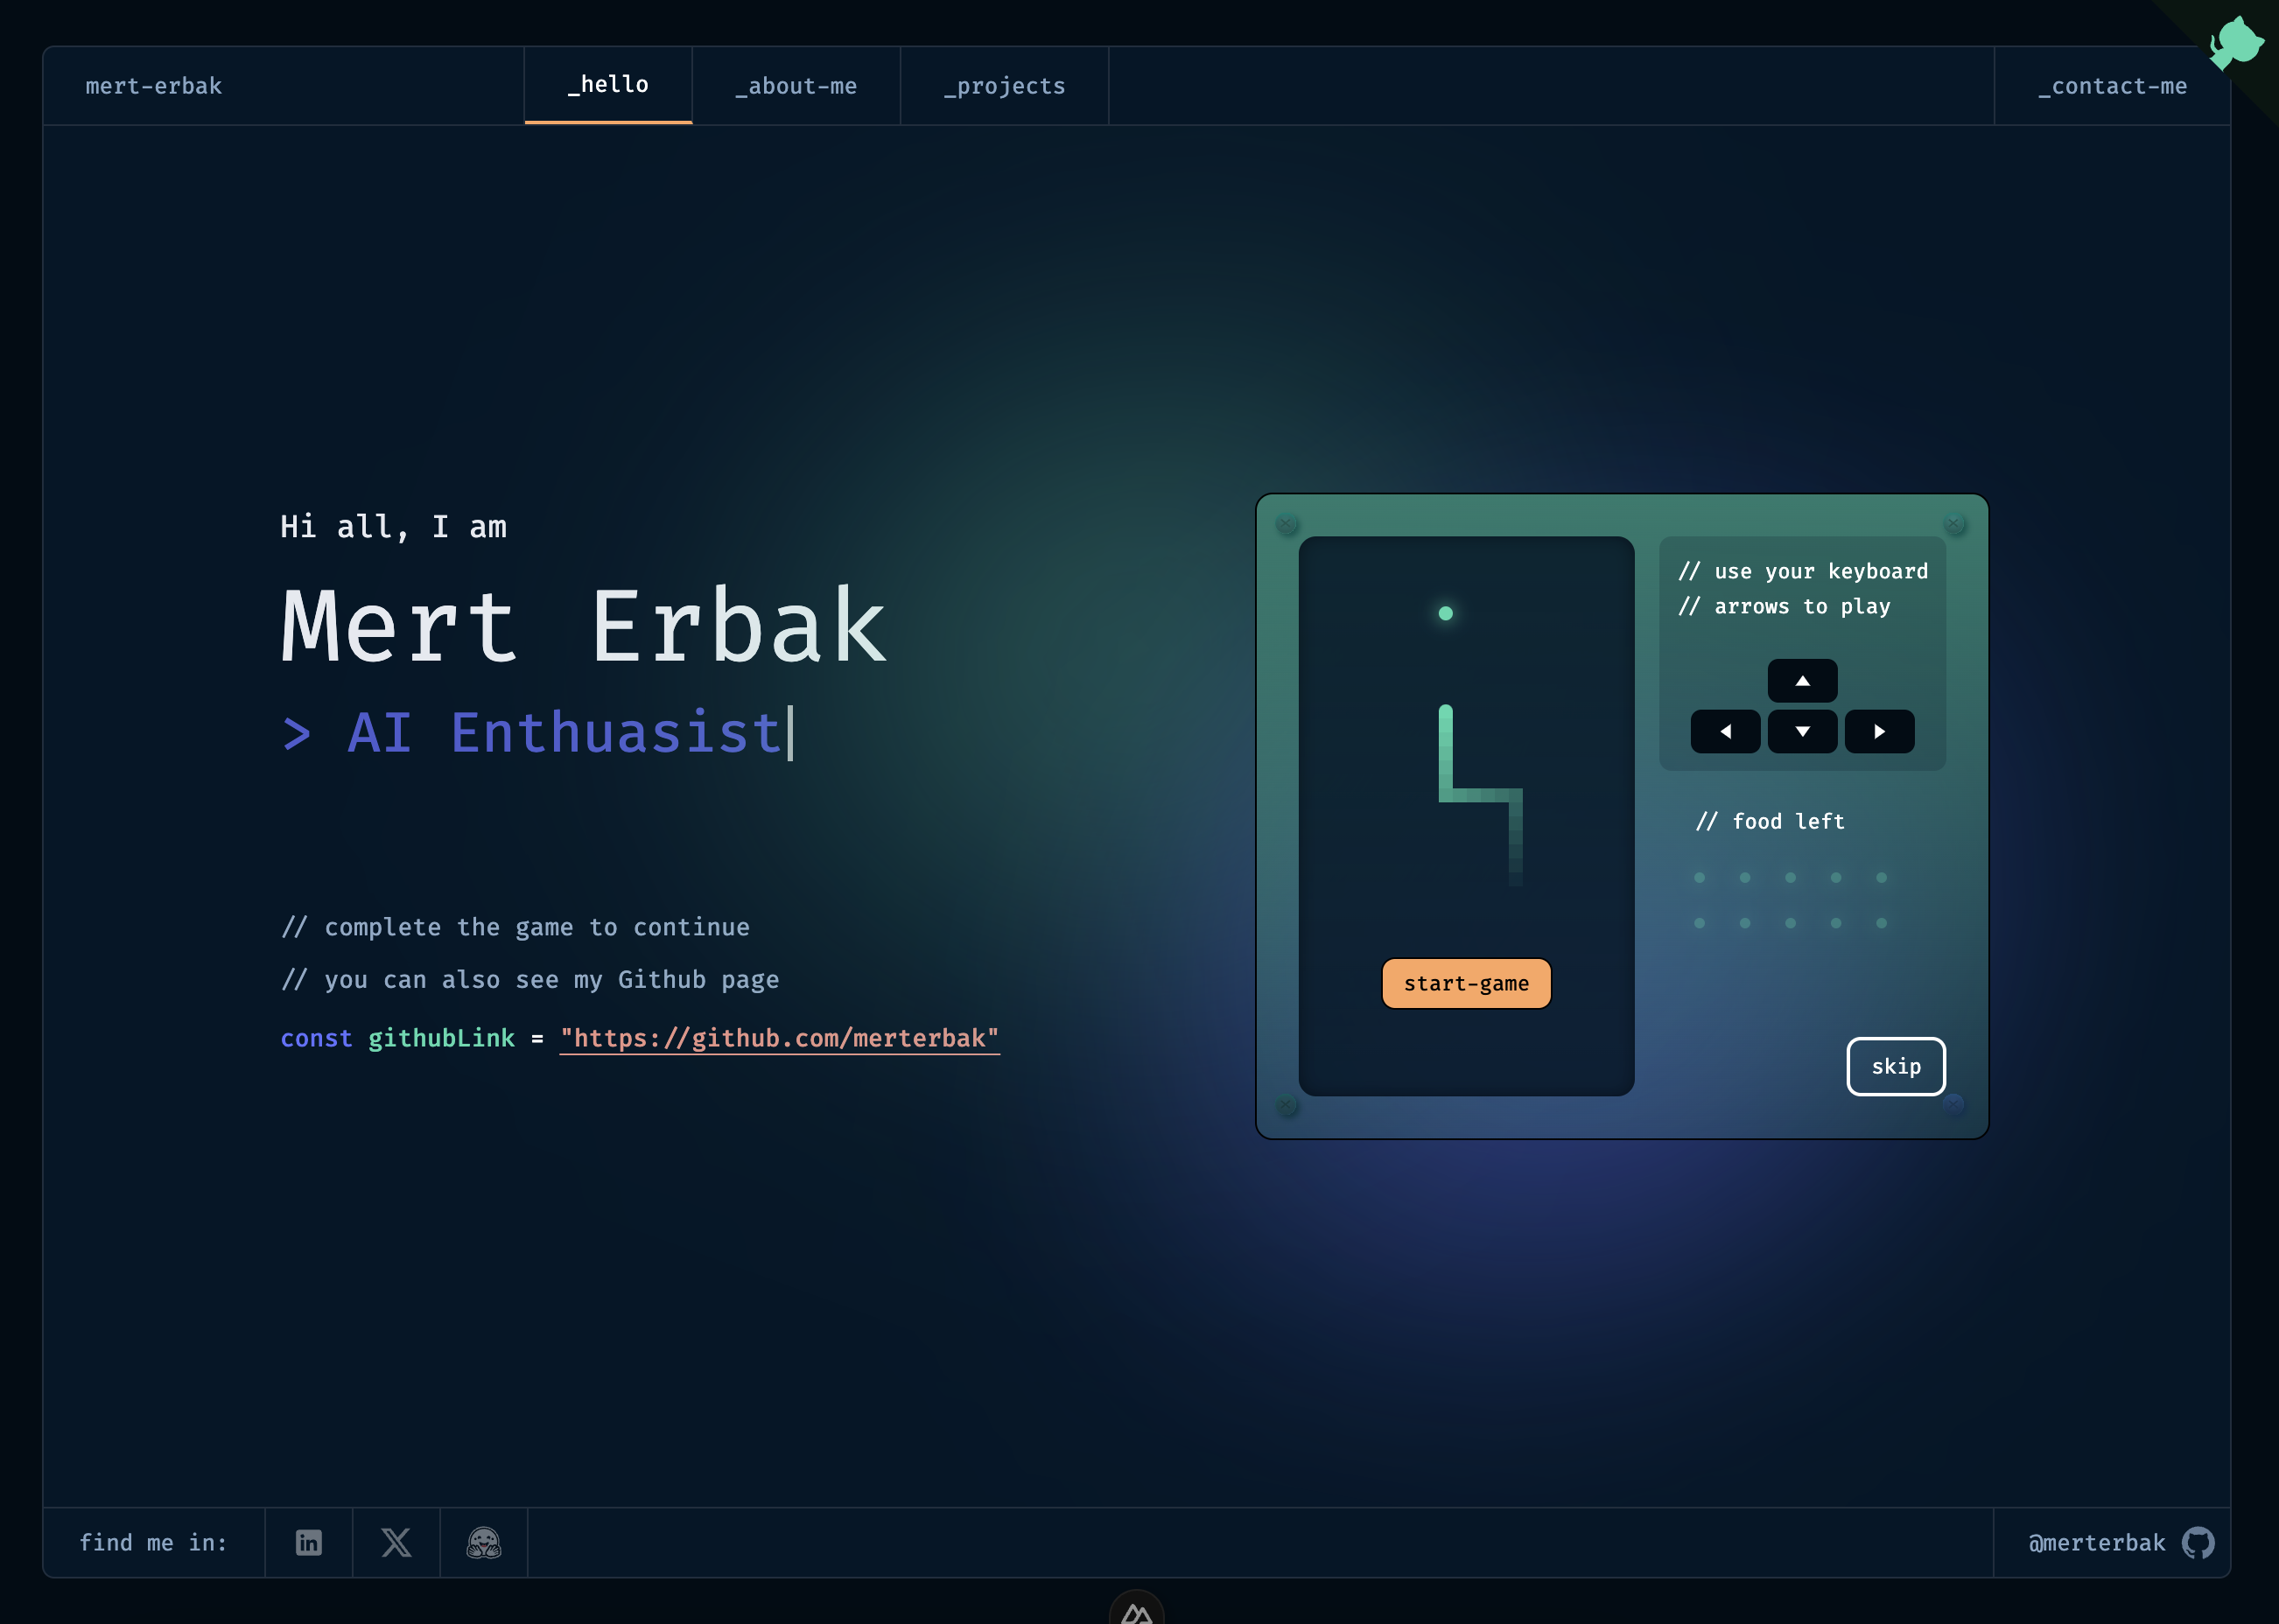 mert-erbak
_hello
_about-me
_projects
_contact-me
Hi all, I am
Mert Erbak
> AI Enthuasist
// complete the game to continue
// you can also see my Github page
const githubLink = "https://github.com/merterbak"
// use your keyboard
// arrows to play
// food left
start-game
skip
find me in:
in
X
@merterbak